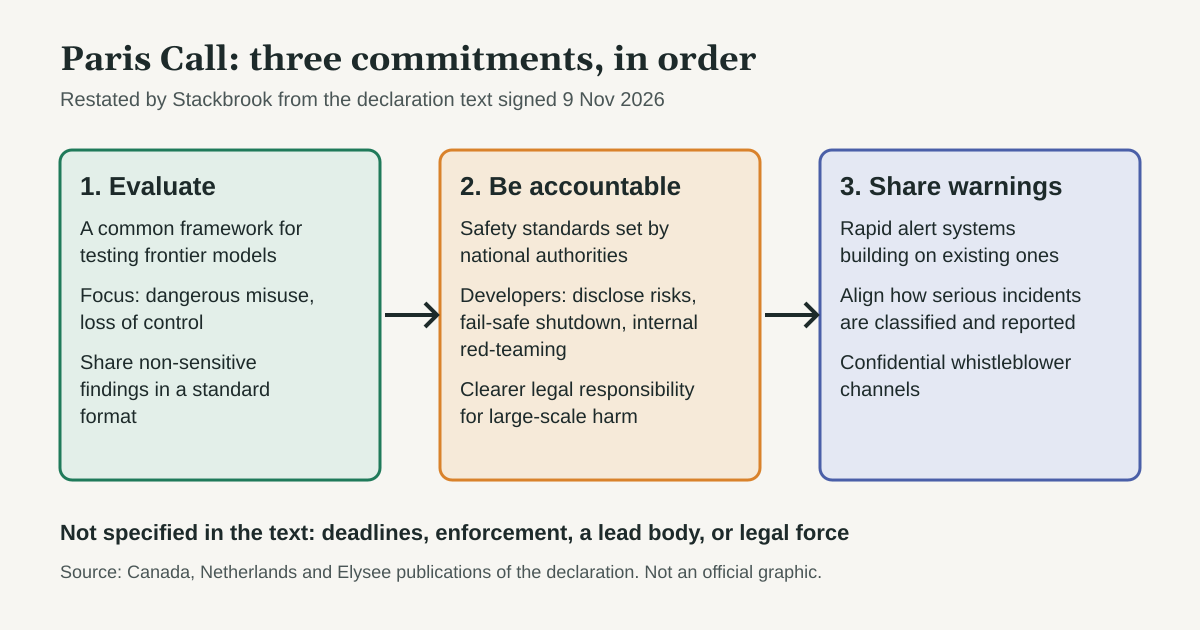 Paris Call: three commitments, in order
Restated by Stackbrook from the declaration text signed 9 Nov 2026
1. Evaluate
A common framework for
testing frontier models
Focus: dangerous misuse,
loss of control
Share non-sensitive
findings in a standard
format
2. Be accountable
Safety standards set by
national authorities
Developers: disclose risks,
fail-safe shutdown, internal
red-teaming
Clearer legal responsibility
for large-scale harm
3. Share warnings
Rapid alert systems
building on existing ones
Align how serious incidents
are classified and reported
Confidential whistleblower
channels
Not specified in the text: deadlines, enforcement, a lead body, or legal force
Source: Canada, Netherlands and Elysee publications of the declaration. Not an official graphic.